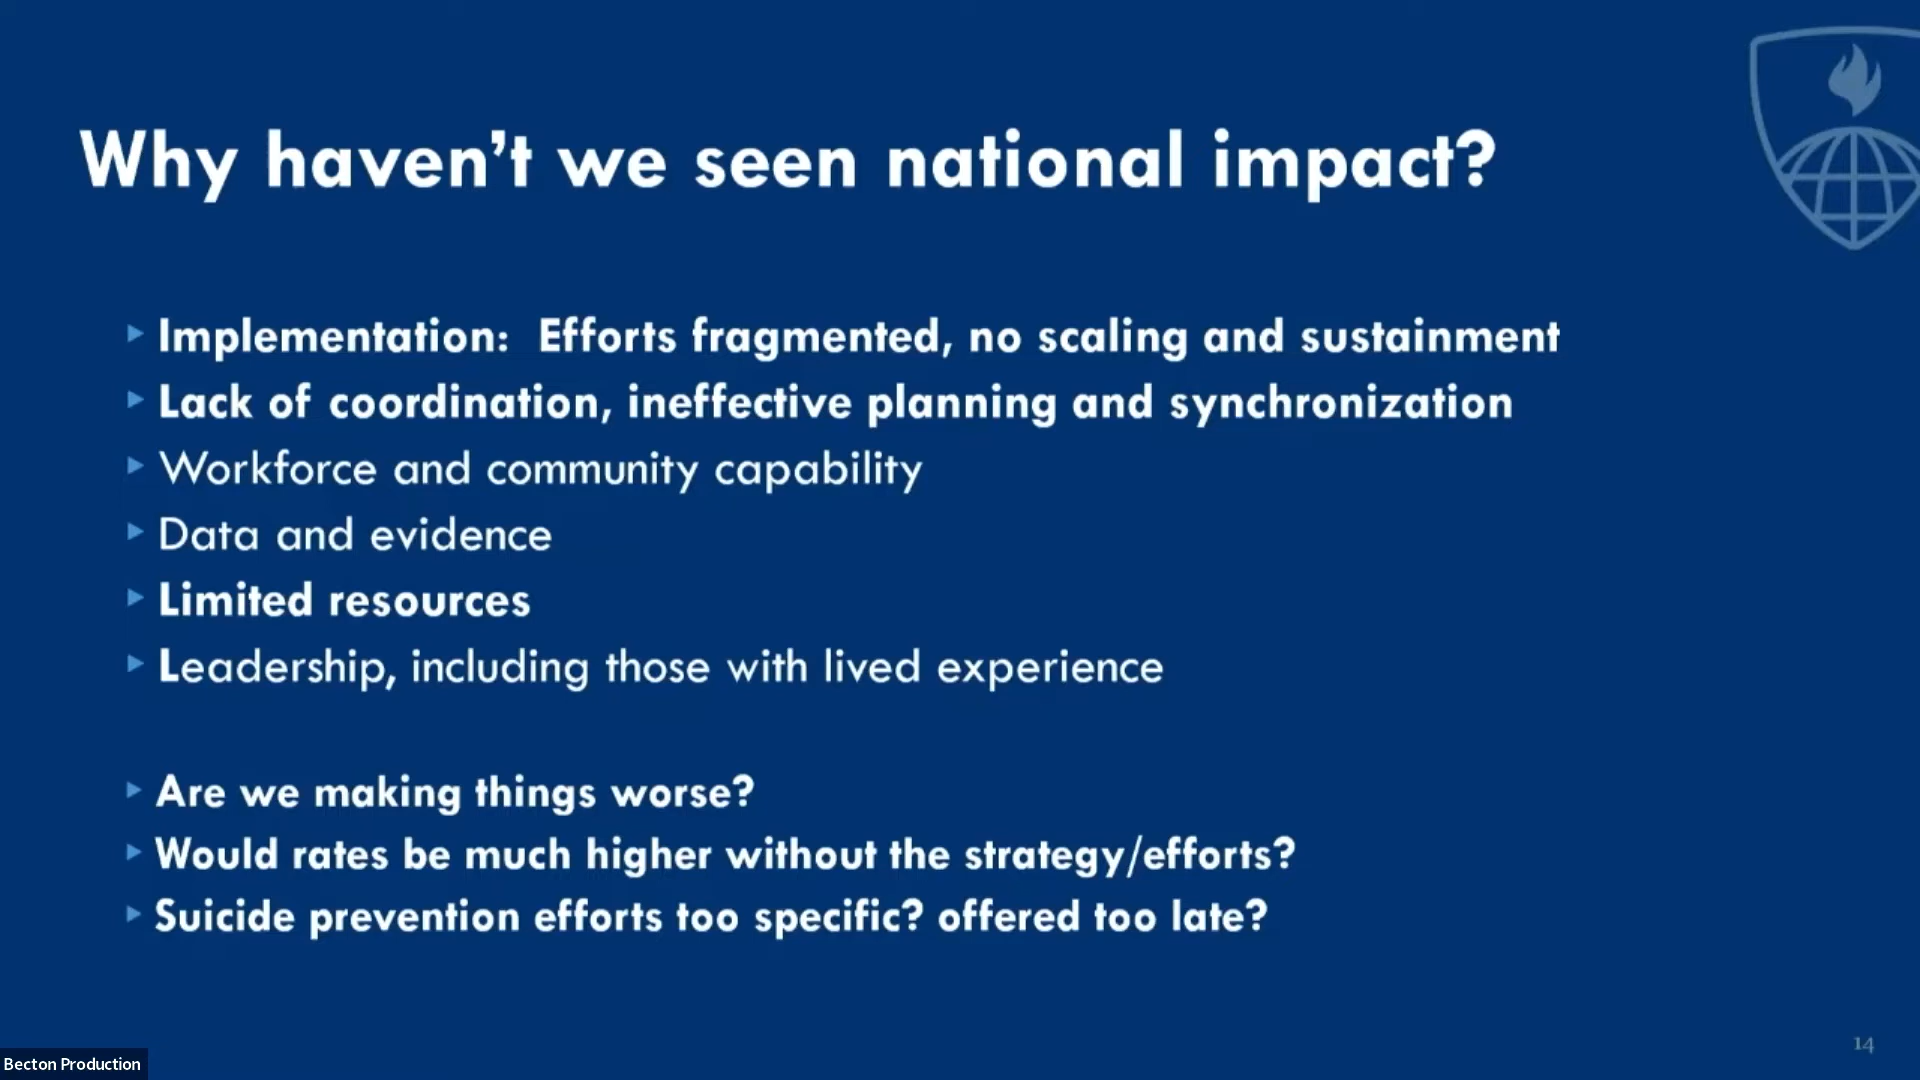 Why haven’t we seen national impact?
Implementation:  Efforts fragmented, no scaling and sustainment
Lack of coordination, ineffective planning and synchronization
Workforce and community capability
Data and evidence
Limited resources
Leadership, including those with lived experience
Are we making things worse?
Would rates be much higher without the strategy/efforts?
Suicide prevention efforts too specific? offered too late?
14
Becton Production